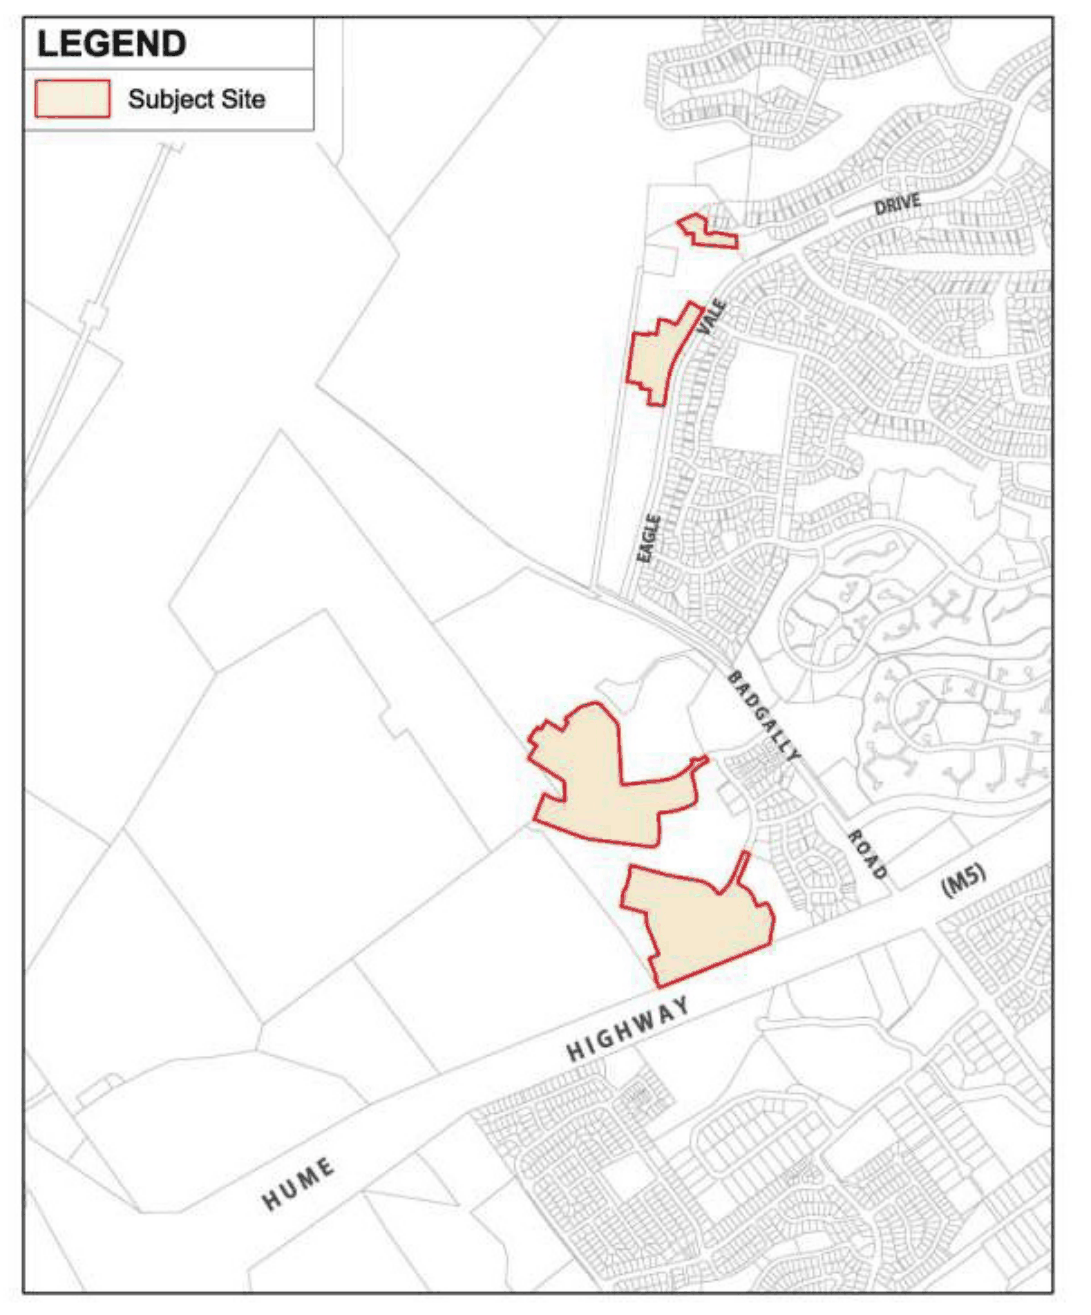 LEGEND
Subject Site
DRIVE
VALE
EAGLE
BADGALLY
ROAD
(M5)
HIGHWAY
HUME